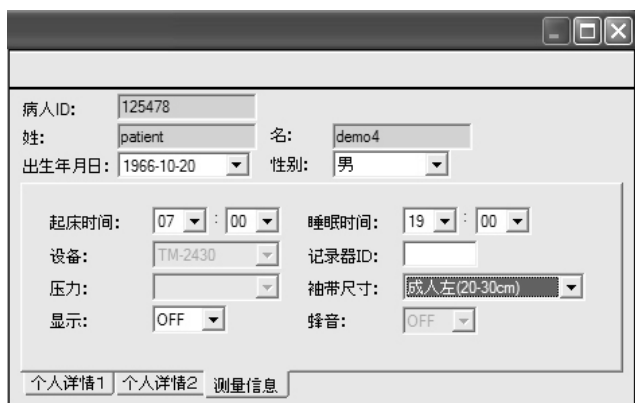 病人ID: 125478
姓: patient 名: demo4
出生年月日: 1966-10-20 性别: 男
起床时间: 07 : 00 睡眠时间: 19 : 00
设备: TM-2430 记录器ID:
压力: 袖带尺寸: 成人左(20-30cm)
显示: OFF 蜂音: OFF
个人详情1 个人详情2 测量信息